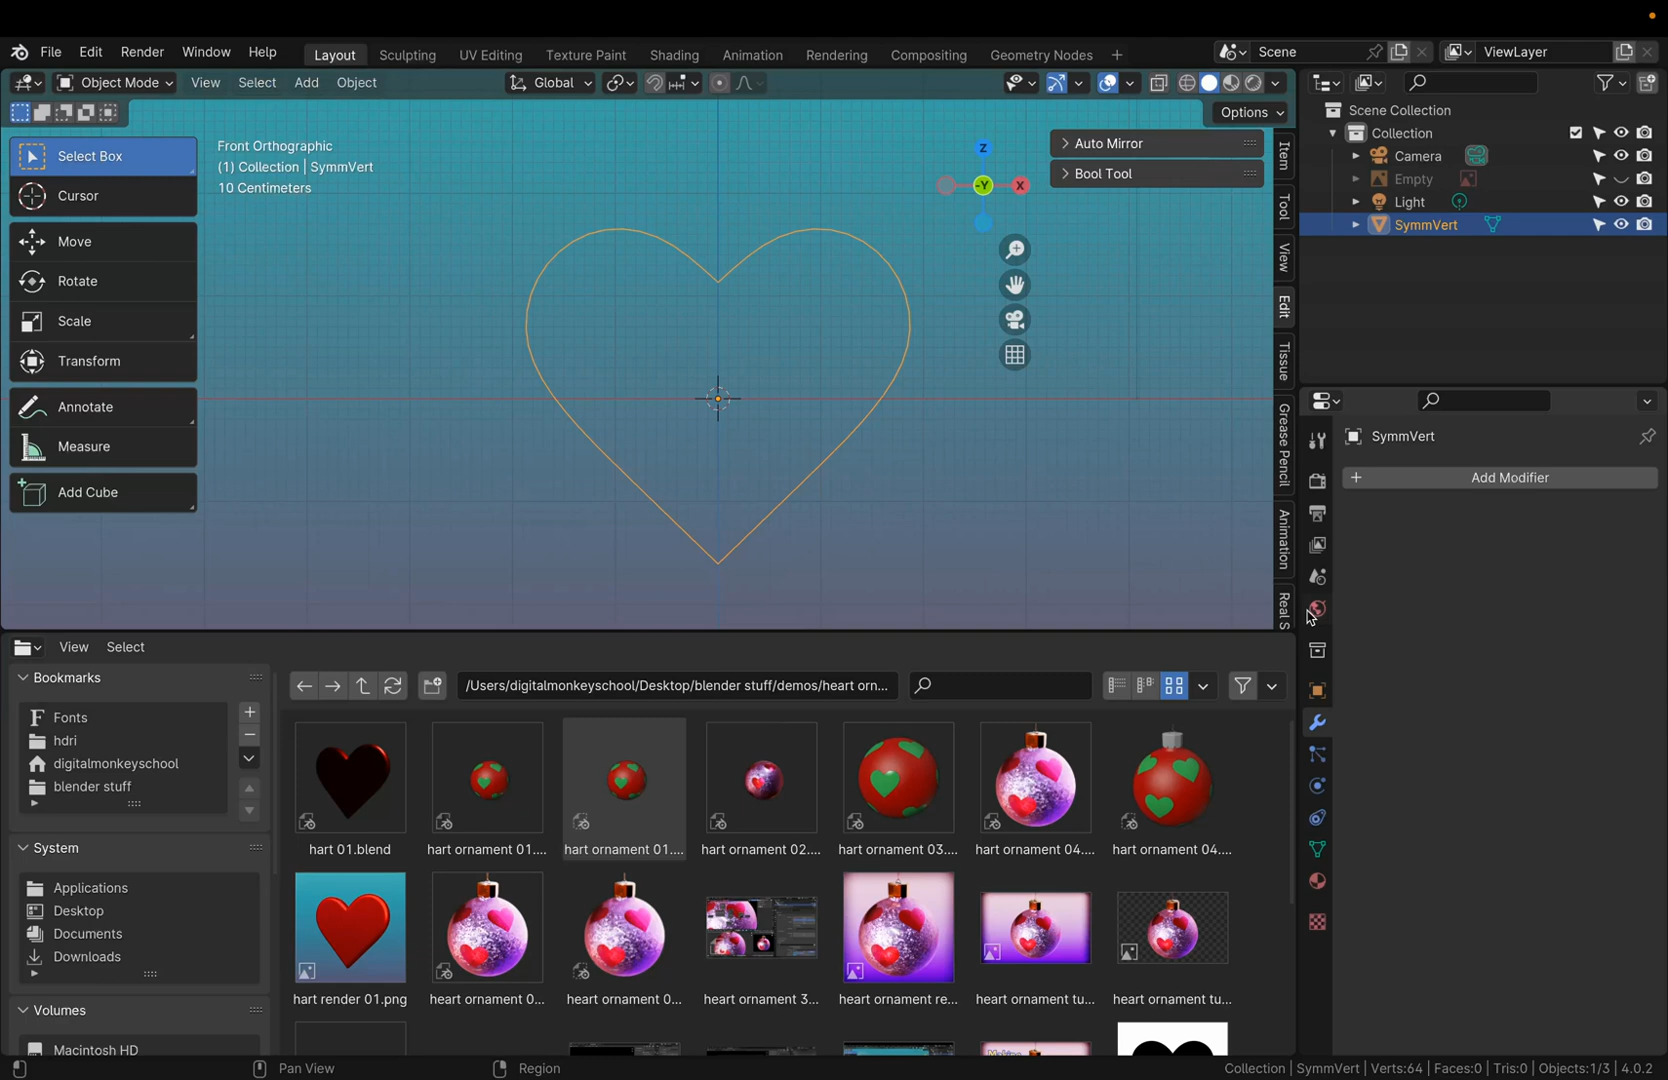 File Edit Render Window Help
Layout Sculpting UV Editing Texture Paint Shading Animation Rendering Compositing Geometry Nodes +
Scene
ViewLayer
Object Mode View Select Add Object
Global
Options
Select Box
Cursor
Move
Rotate
Scale
Transform
Annotate
Measure
Add Cube
Front Orthographic
(1) Collection | SymmVert
10 Centimeters
Z
-Y
X
Auto Mirror
Bool Tool
Item
Tool
View
Edit
Tissue
Grease Pencil
Animation
Real S
Scene Collection
Collection
Camera
Empty
Light
SymmVert
SymmVert
+ Add Modifier
View Select
Bookmarks
Fonts
hdri
digitalmonkeyschool
blender stuff
System
Applications
Desktop
Documents
Downloads
Volumes
Macintosh HD
/Users/digitalmonkeyschool/Desktop/blender stuff/demos/heart orn...
hart 01.blend
hart ornament 01....
hart ornament 01....
hart ornament 02....
hart ornament 03....
hart ornament 04....
hart ornament 04....
hart render 01.png
heart ornament 0...
heart ornament 0...
heart ornament 3...
heart ornament re...
heart ornament tu...
heart ornament tu...
Pan View
Region
Collection | SymmVert | Verts:64 | Faces:0 | Tris:0 | Objects:1/3 | 4.0.2